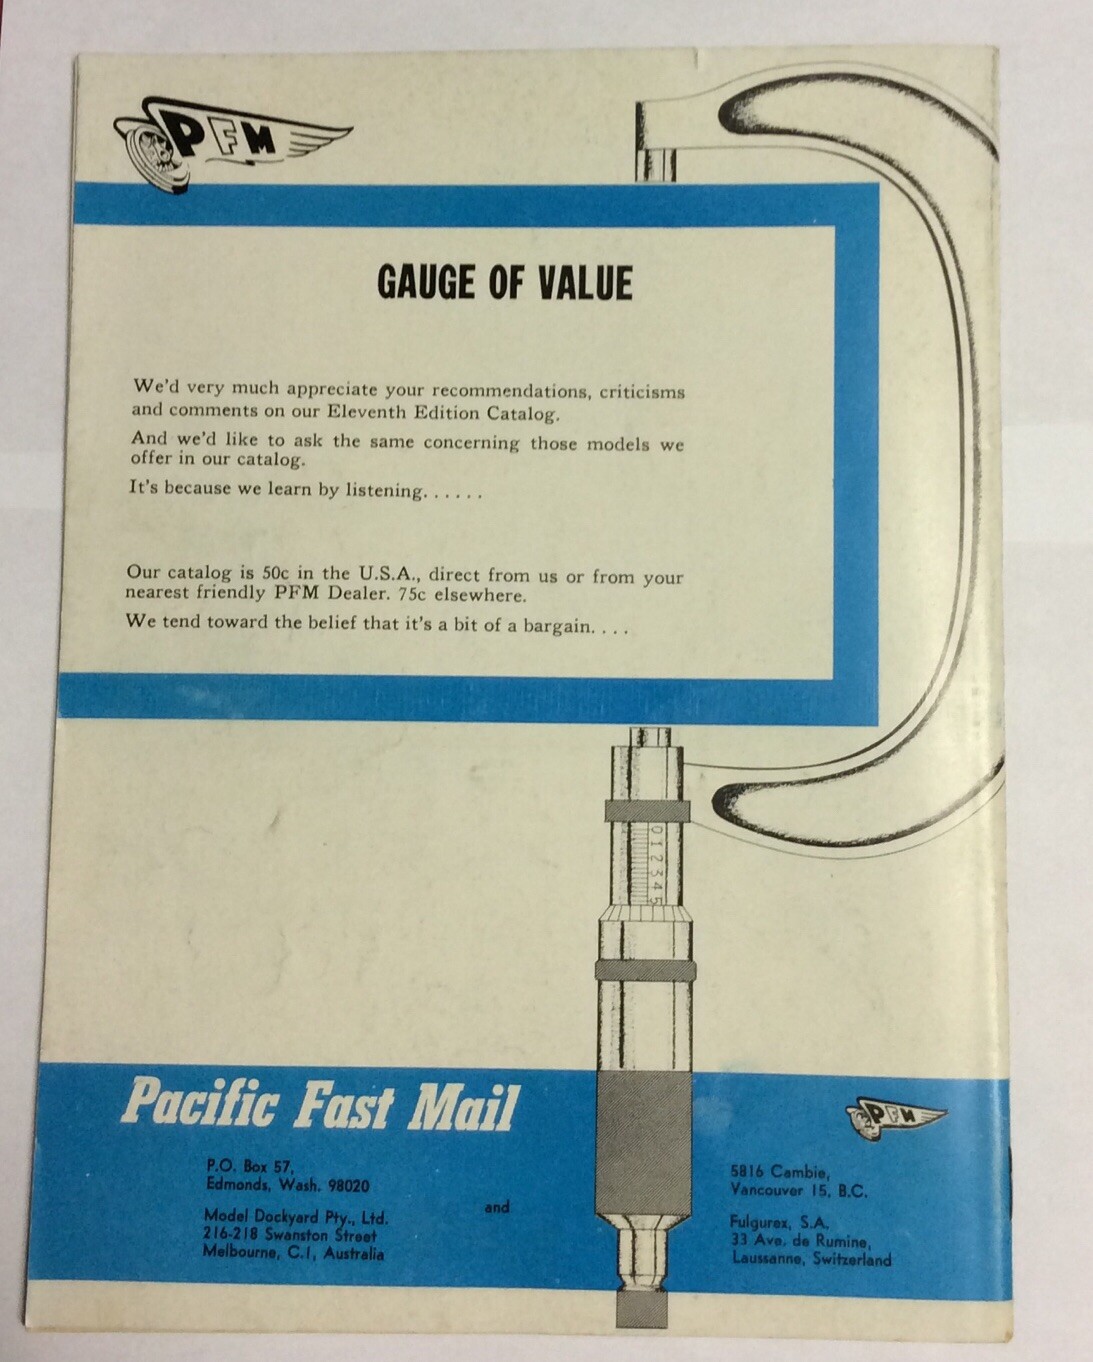 PFM
GAUGE OF VALUE
We'd very much appreciate your recommendations, criticisms
and comments on our Eleventh Edition Catalog.
And we'd like to ask the same concerning those models we
offer in our catalog.
It's because we learn by listening......
Our catalog is 50c in the U.S.A., direct from us or from your
nearest friendly PFM Dealer. 75c elsewhere.
We tend toward the belief that it's a bit of a bargain....
012345
Pacific Fast Mail
PFM
P.O. Box 57,
Edmonds, Wash. 98020
Model Dockyard Pty., Ltd.
216-218 Swanston Street
Melbourne, C.1, Australia
and
5816 Cambie,
Vancouver 15, B.C.
Fulgurex, S.A.
33 Ave. de Rumine,
Laussanne, Switzerland